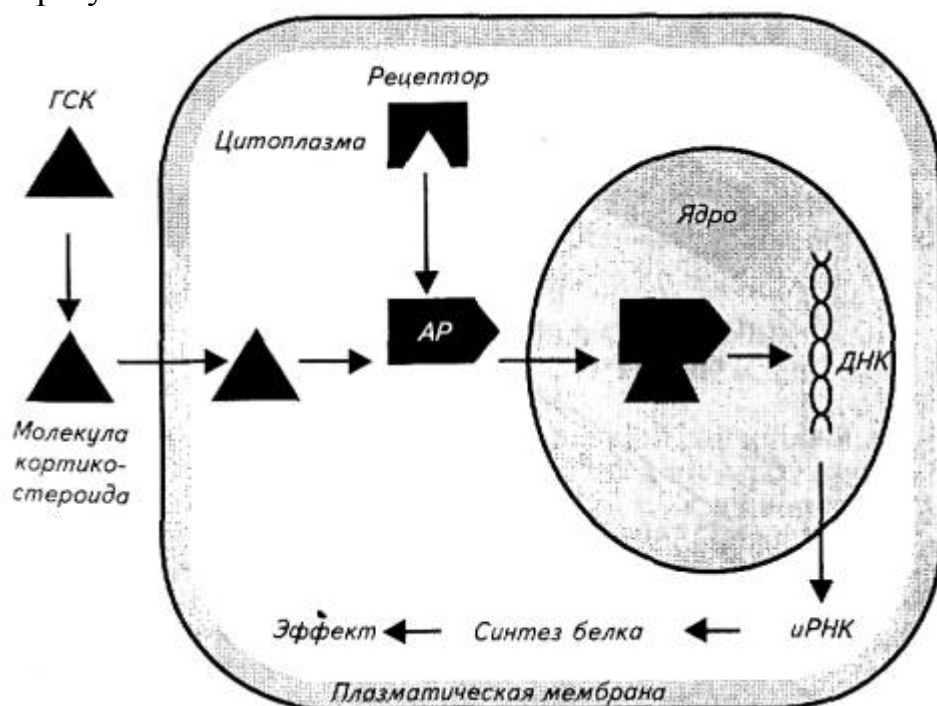 ГСК
Рецептор
Цитоплазма
Ядро
АР
ДНК
Молекула
кортико-
стероида
Эффект
Синтез белка
иРНК
Плазматическая мембрана